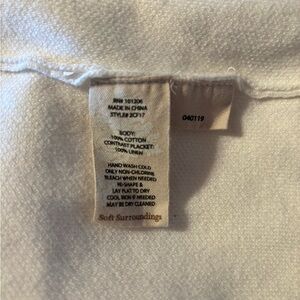 RN# 101206
MADE IN CHINA
STYLE# 2CF17
BODY:
100% COTTON
CONTRAST PLACKET:
100% LINEN
HAND WASH COLD
ONLY NON-CHLORINE
BLEACH WHEN NEEDED
RE-SHAPE &
LAY FLAT TO DRY
COOL IRON IF NEEDED
MAY BE DRY CLEANED
Soft Surroundings
040119